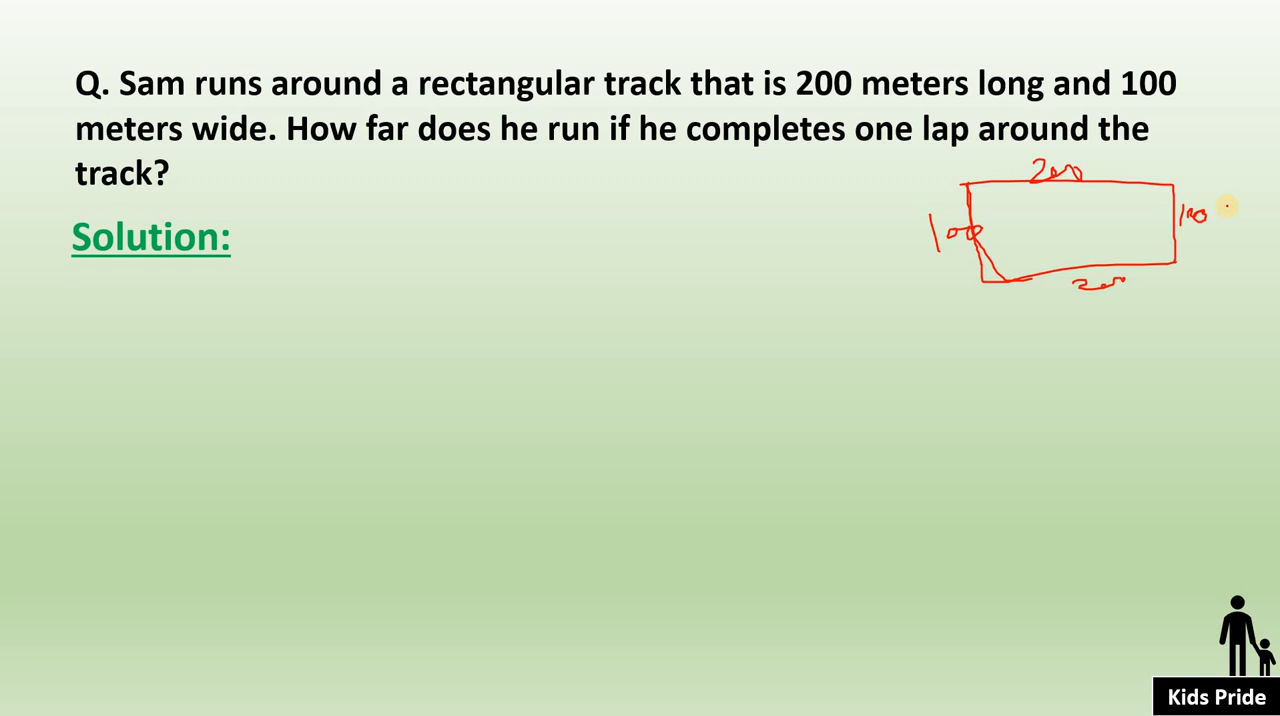 Q. Sam runs around a rectangular track that is 200 meters long and 100
meters wide. How far does he run if he completes one lap around the
track?
200
100
100
200
Solution:
Kids Pride